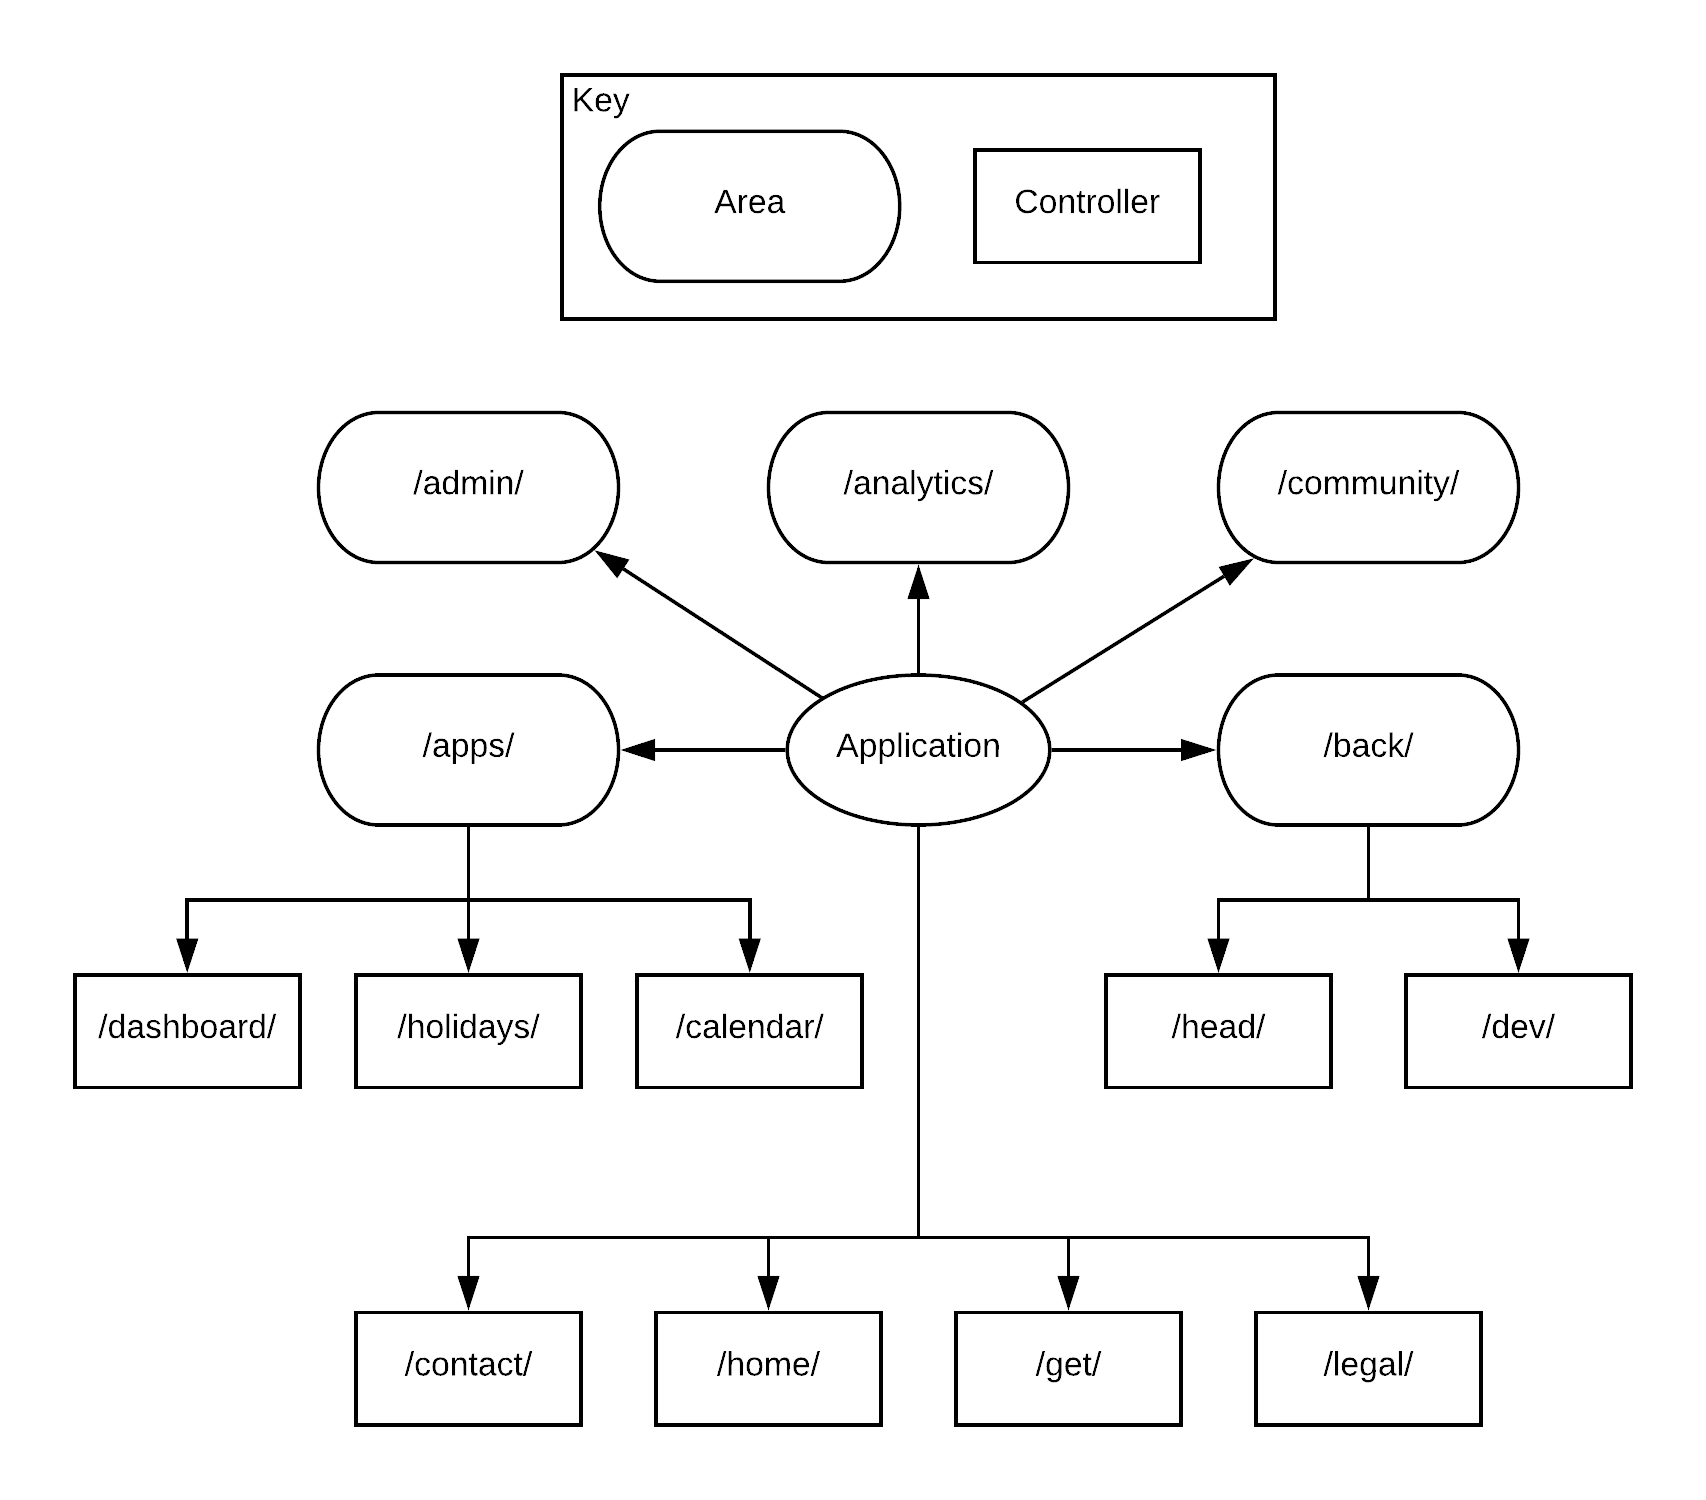 Key
Area
Controller
/admin/
/analytics/
/community/
/apps/
Application
/back/
/dashboard/
/holidays/
/calendar/
/head/
/dev/
/contact/
/home/
/get/
/legal/